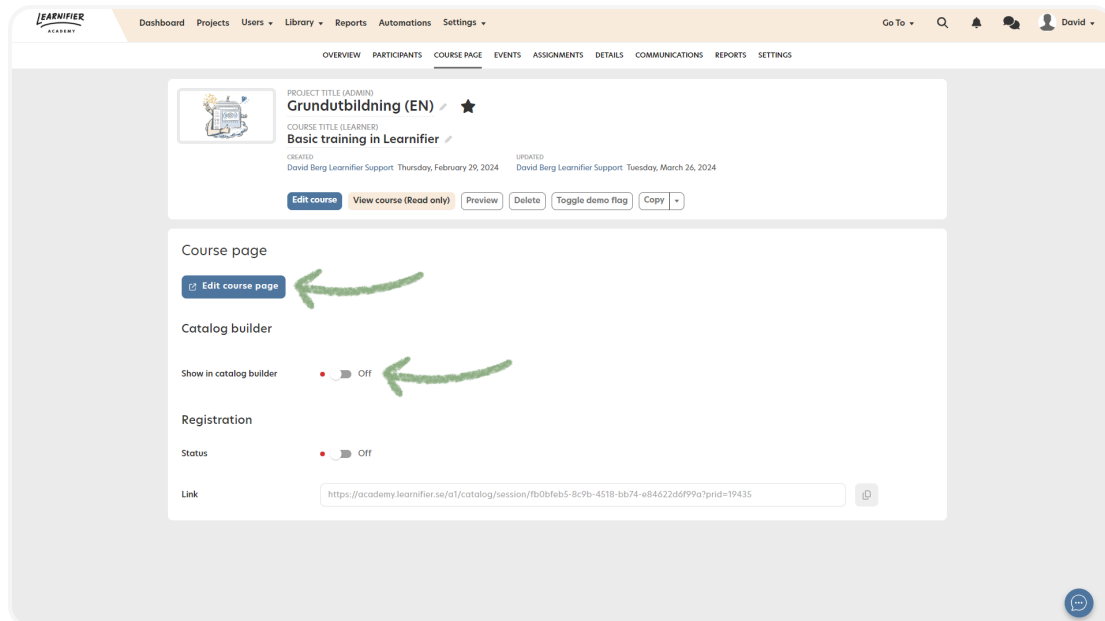 LEARNIFIER
ACADEMY
Dashboard Projects Users Library Reports Automations Settings Go To David
OVERVIEW PARTICIPANTS COURSE PAGE EVENTS ASSIGNMENTS DETAILS COMMUNICATIONS REPORTS SETTINGS
PROJECT TITLE (ADMIN)
Grundutbildning (EN)
COURSE TITLE (LEARNER)
Basic training in Learnifier
CREATED UPDATED
David Berg Learnifier Support Thursday, February 29, 2024 David Berg Learnifier Support Tuesday, March 26, 2024
Edit course View course (Read only) Preview Delete Toggle demo flag Copy
Course page
Edit course page
Catalog builder
Show in catalog builder Off
Registration
Status Off
Link https://academy.learnifier.se/a1/catalog/session/fb0bfeb5-8c9b-4518-bb74-e84622d6f99a?prid=19435